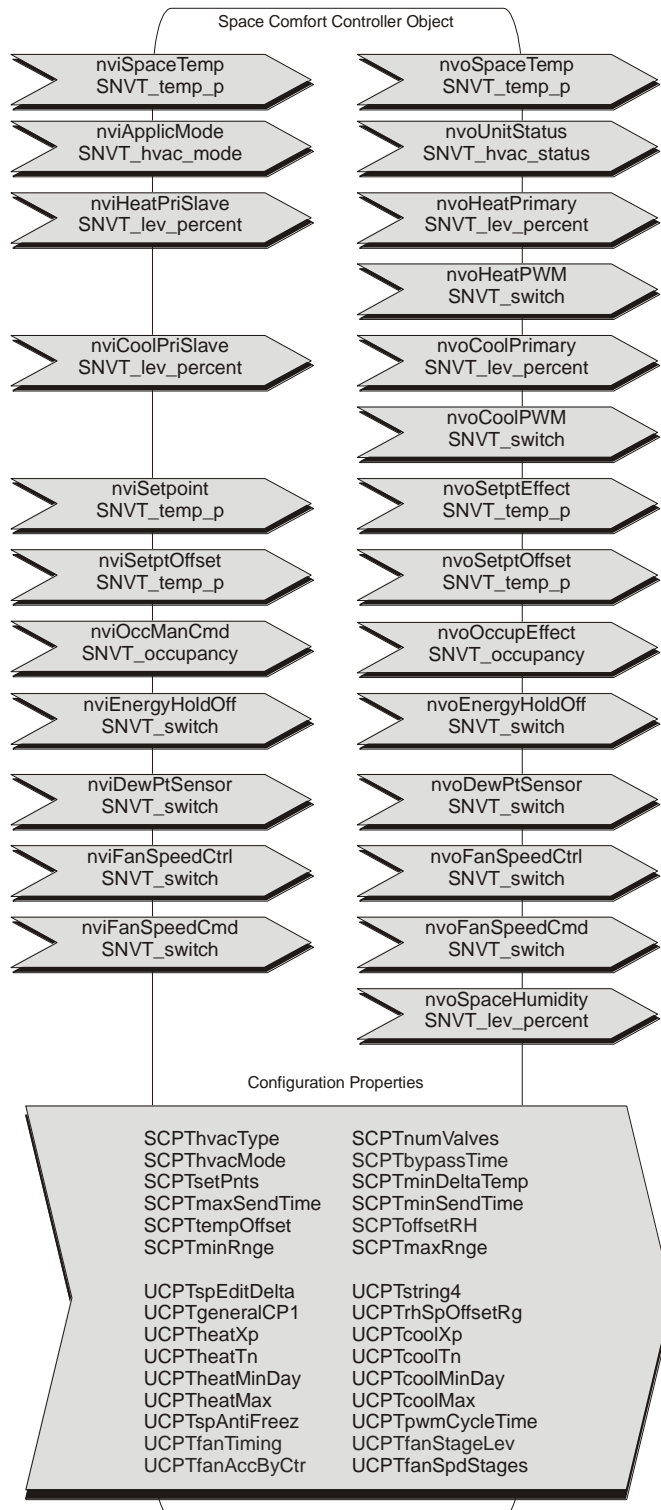 Space Comfort Controller Object
nviSpaceTemp
SNVT_temp_p
nvoSpaceTemp
SNVT_temp_p
nviApplicMode
SNVT_hvac_mode
nvoUnitStatus
SNVT_hvac_status
nviHeatPriSlave
SNVT_lev_percent
nvoHeatPrimary
SNVT_lev_percent
nvoHeatPWM
SNVT_switch
nviCoolPriSlave
SNVT_lev_percent
nvoCoolPrimary
SNVT_lev_percent
nvoCoolPWM
SNVT_switch
nviSetpoint
SNVT_temp_p
nvoSetptEffect
SNVT_temp_p
nviSetptOffset
SNVT_temp_p
nvoSetptOffset
SNVT_temp_p
nviOccManCmd
SNVT_occupancy
nvoOccupEffect
SNVT_occupancy
nviEnergyHoldOff
SNVT_switch
nvoEnergyHoldOff
SNVT_switch
nviDewPtSensor
SNVT_switch
nvoDewPtSensor
SNVT_switch
nviFanSpeedCtrl
SNVT_switch
nvoFanSpeedCtrl
SNVT_switch
nviFanSpeedCmd
SNVT_switch
nvoFanSpeedCmd
SNVT_switch
nvoSpaceHumidity
SNVT_lev_percent
Configuration Properties
SCPThvacType SCPTnumValves
SCPThvacMode SCPTbypassTime
SCPTsetPnts SCPTminDeltaTemp
SCPTmaxSendTime SCPTminSendTime
SCPTtempOffset SCPToffsetRH
SCPTminRnge SCPTmaxRnge
UCPTspEditDelta UCPTstring4
UCPTgeneralCP1 UCPTrhSpOffsetRg
UCPTheatXp UCPTcoolXp
UCPTheatTn UCPTcoolTn
UCPTheatMinDay UCPTcoolMinDay
UCPTheatMax UCPTcoolMax
UCPTspAntiFreez UCPTpwmCycleTime
UCPTfanTiming UCPTfanStageLev
UCPTfanAccByCtr UCPTfanSpdStages